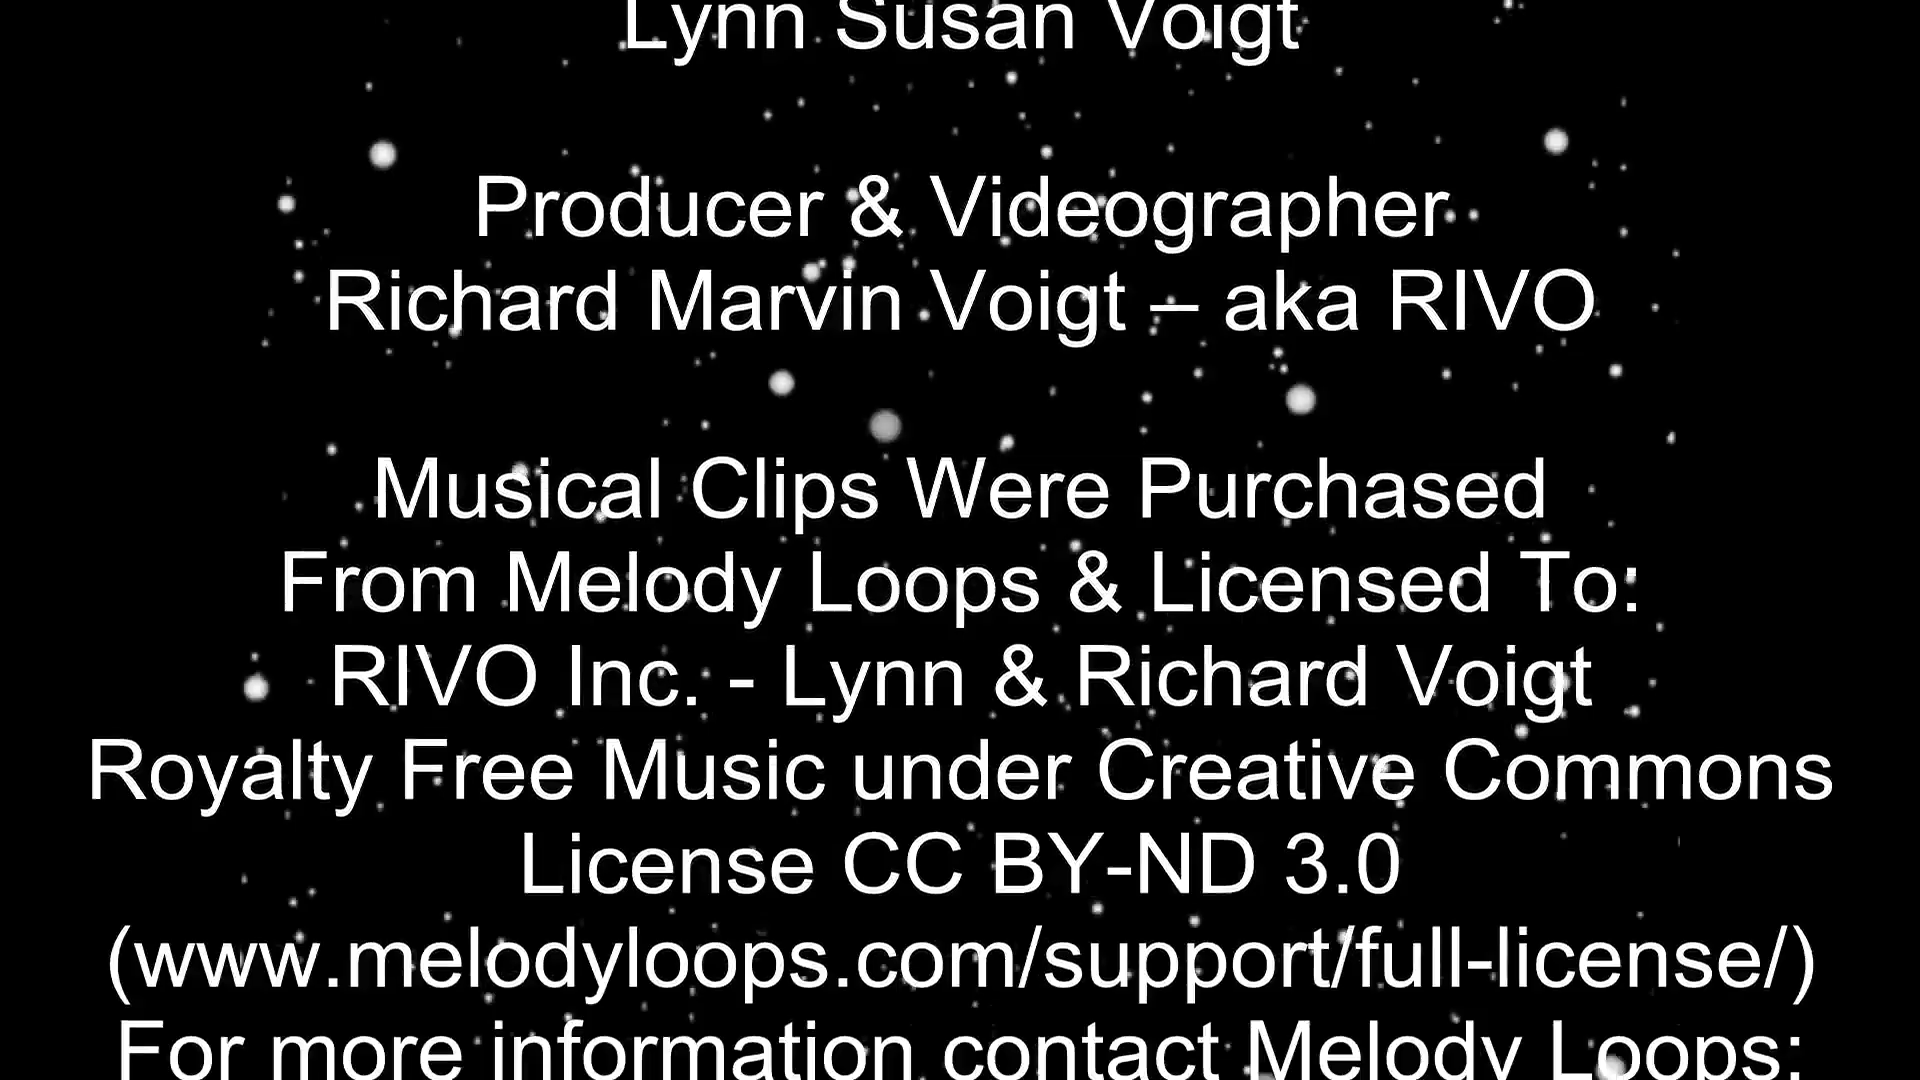 Lynn Susan Voigt
Producer & Videographer
Richard Marvin Voigt – aka RIVO
Musical Clips Were Purchased
From Melody Loops & Licensed To:
RIVO Inc. - Lynn & Richard Voigt
Royalty Free Music under Creative Commons
License CC BY-ND 3.0
(www.melodyloops.com/support/full-license/)
For more information contact Melody Loops: